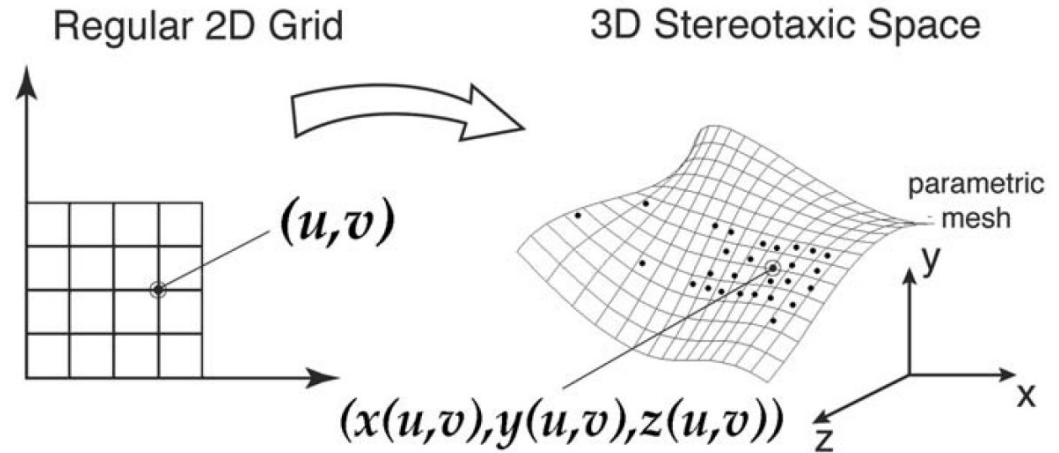 Regular 2D Grid
3D Stereotaxic Space
(u,v)
parametric
mesh
y
x
z
(x(u,v),y(u,v),z(u,v))